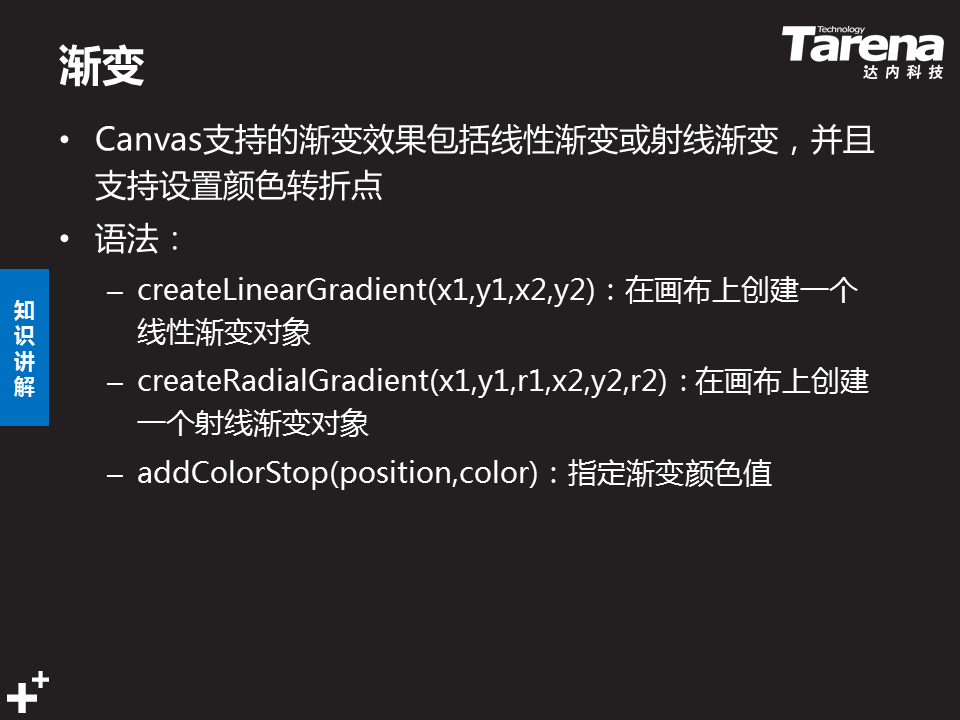 渐变
Technology
Tarena
达内科技
• Canvas支持的渐变效果包括线性渐变或射线渐变，并且
支持设置颜色转折点
• 语法：
– createLinearGradient(x1,y1,x2,y2)：在画布上创建一个
线性渐变对象
– createRadialGradient(x1,y1,r1,x2,y2,r2)：在画布上创建
一个射线渐变对象
– addColorStop(position,color)：指定渐变颜色值
知
识
讲
解